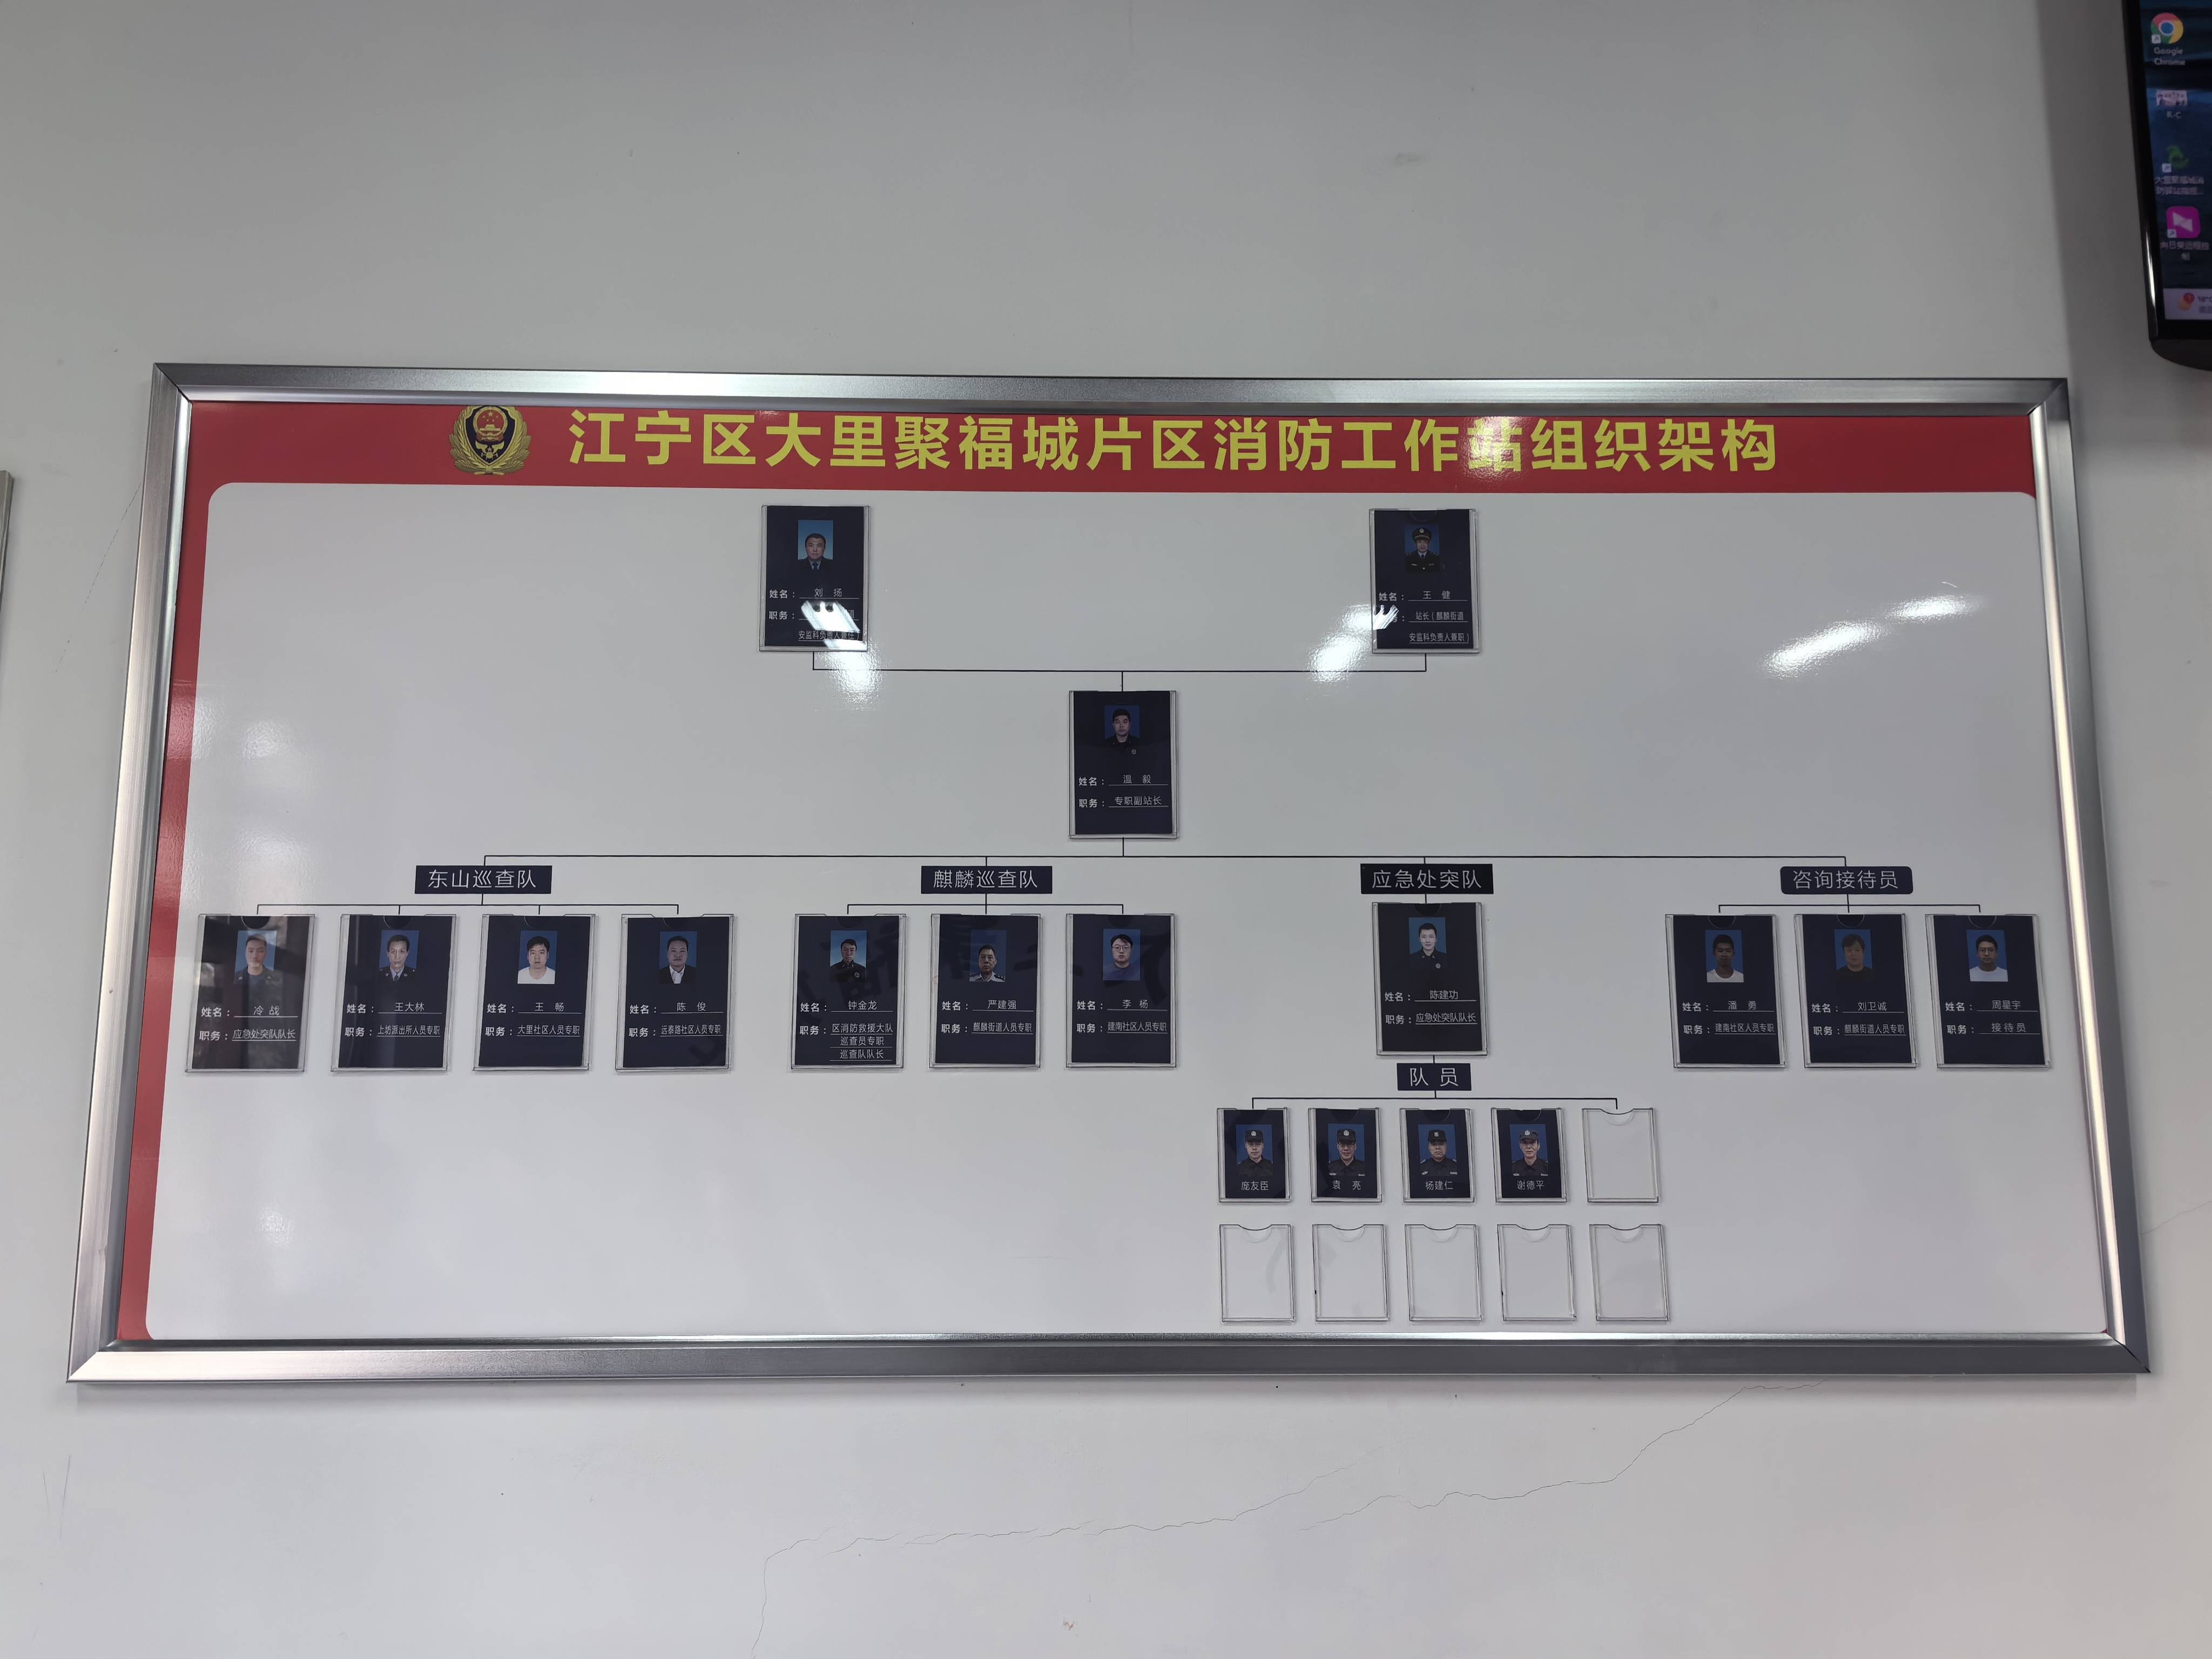 江宁区大里聚福城片区消防工作站组织架构
姓名： 刘 扬
职务：
安监科负责人兼任）
姓名： 王 健
站长（麒麟街道
安监科负责人兼职）
姓名： 温 毅
职务： 专职副站长
东山巡查队
麒麟巡查队
应急处突队
咨询接待员
姓名： 冷 战
职务： 应急处突队队长
姓名： 王大林
职务： 上坊派出所人员专职
姓名： 王 畅
职务： 大里社区人员专职
姓名： 陈 俊
职务： 远泰路社区人员专职
姓名： 钟金龙
职务： 区消防救援大队
巡查员专职
巡查队队长
姓名： 严建强
职务： 麒麟街道人员专职
姓名： 李 杨
职务： 建南社区人员专职
姓名： 陈建功
职务： 应急处突队队长
姓名： 潘 勇
职务： 建南社区人员专职
姓名： 刘卫诚
职务： 麒麟街道人员专职
姓名： 周星宇
职务： 接待员
队 员
庞友臣
袁 亮
杨建仁
谢德平
Google
Chrome